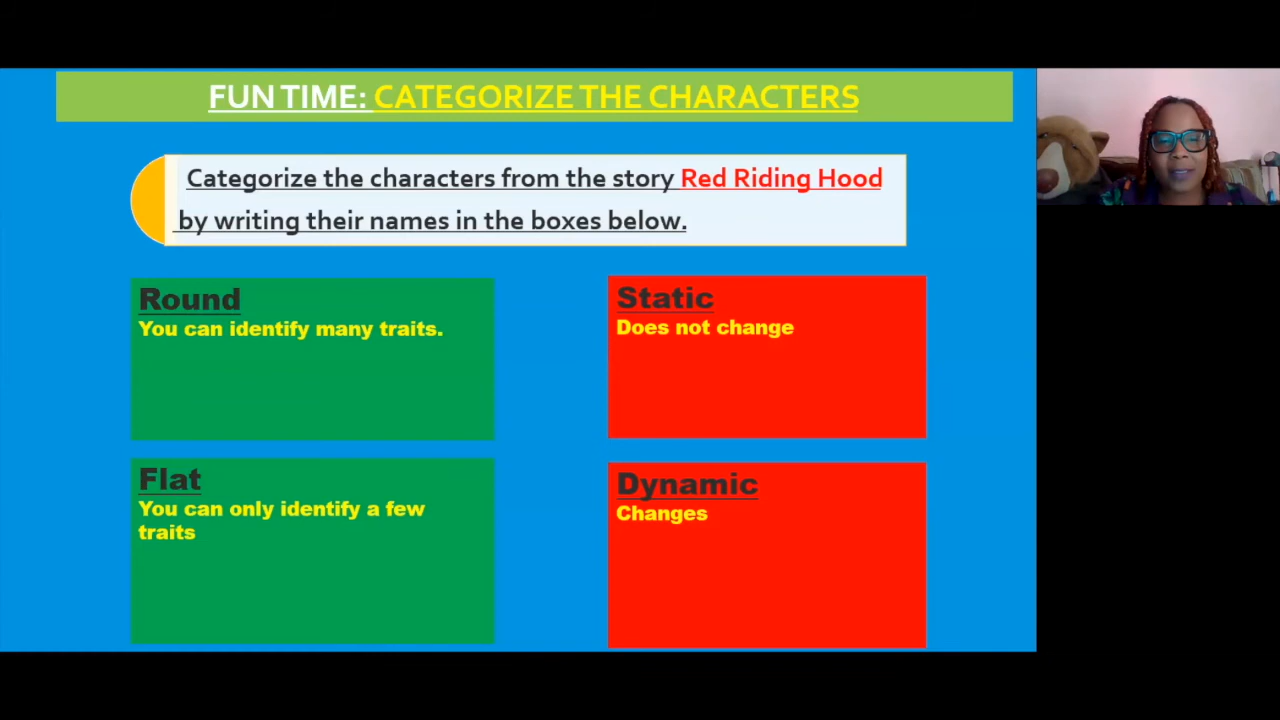 FUN TIME: CATEGORIZE THE CHARACTERS
Categorize the characters from the story Red Riding Hood
by writing their names in the boxes below.
Round
You can identify many traits.
Static
Does not change
Flat
You can only identify a few
traits
Dynamic
Changes